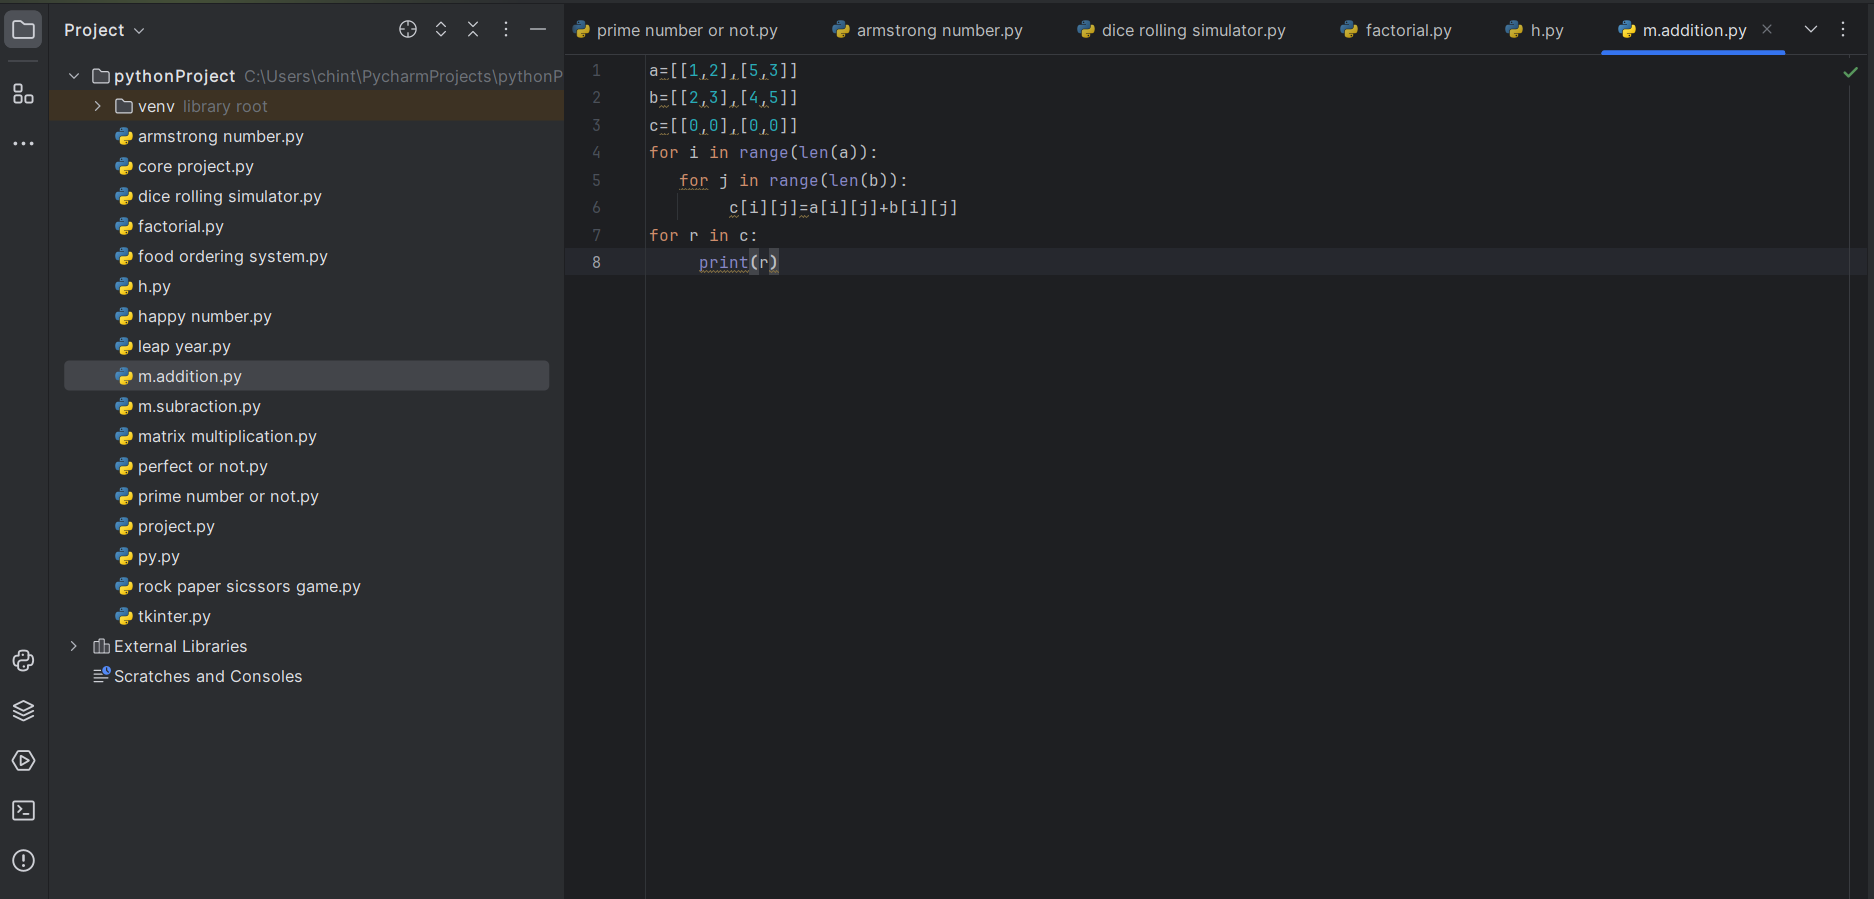 Project
pythonProject C:\Users\chint\PycharmProjects\pythonP
venv library root
armstrong number.py
core project.py
dice rolling simulator.py
factorial.py
food ordering system.py
h.py
happy number.py
leap year.py
m.addition.py
m.subraction.py
matrix multiplication.py
perfect or not.py
prime number or not.py
project.py
py.py
rock paper sicssors game.py
tkinter.py
External Libraries
Scratches and Consoles
prime number or not.py armstrong number.py dice rolling simulator.py factorial.py h.py m.addition.py
1 a=[[1,2],[5,3]]
2 b=[[2,3],[4,5]]
3 c=[[0,0],[0,0]]
4 for i in range(len(a)):
5 for j in range(len(b)):
6 c[i][j]=a[i][j]+b[i][j]
7 for r in c:
8 print(r)